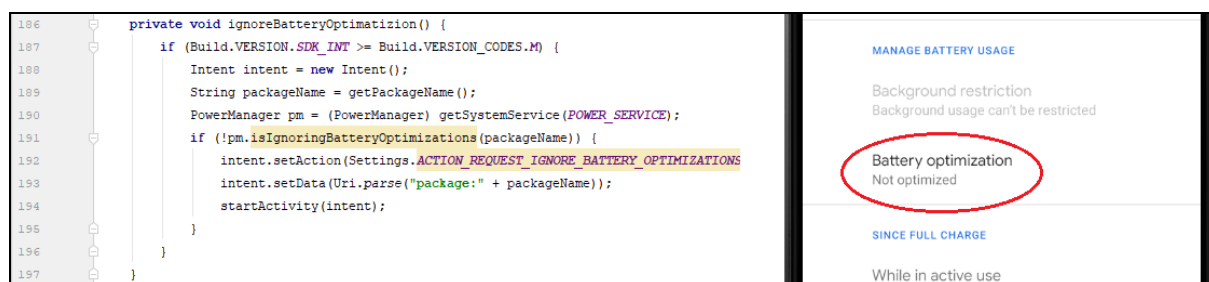 186 private void ignoreBatteryOptimatizion() {
187 if (Build.VERSION.SDK_INT >= Build.VERSION_CODES.M) {
188 Intent intent = new Intent();
189 String packageName = getPackageName();
190 PowerManager pm = (PowerManager) getSystemService(POWER_SERVICE);
191 if (!pm.isIgnoringBatteryOptimizations(packageName)) {
192 intent.setAction(Settings.ACTION_REQUEST_IGNORE_BATTERY_OPTIMIZATIONS
193 intent.setData(Uri.parse("package:" + packageName));
194 startActivity(intent);
195 }
196 }
197 }
MANAGE BATTERY USAGE
Background restriction
Background usage can't be restricted
Battery optimization
Not optimized
SINCE FULL CHARGE
While in active use